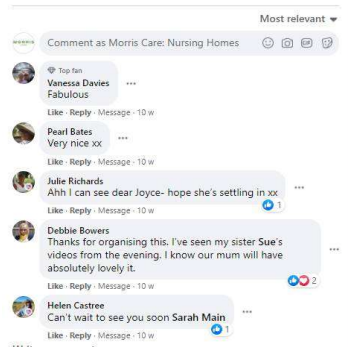 Most relevant
MORRIS
Comment as Morris Care: Nursing Homes
GIF
Top fan
Vanessa Davies
Fabulous
Like · Reply · Message · 10 w
Pearl Bates
Very nice xx
Like · Reply · Message · 10 w
Julie Richards
Ahh I can see dear Joyce- hope she's settling in xx
1
Like · Reply · Message · 10 w
Debbie Bowers
Thanks for organising this. I've seen my sister Sue's
videos from the evening. I know our mum will have
absolutely lovely it.
2
Like · Reply · Message · 10 w
Helen Castree
Can't wait to see you soon Sarah Main
1
Like · Reply · Message · 10 w